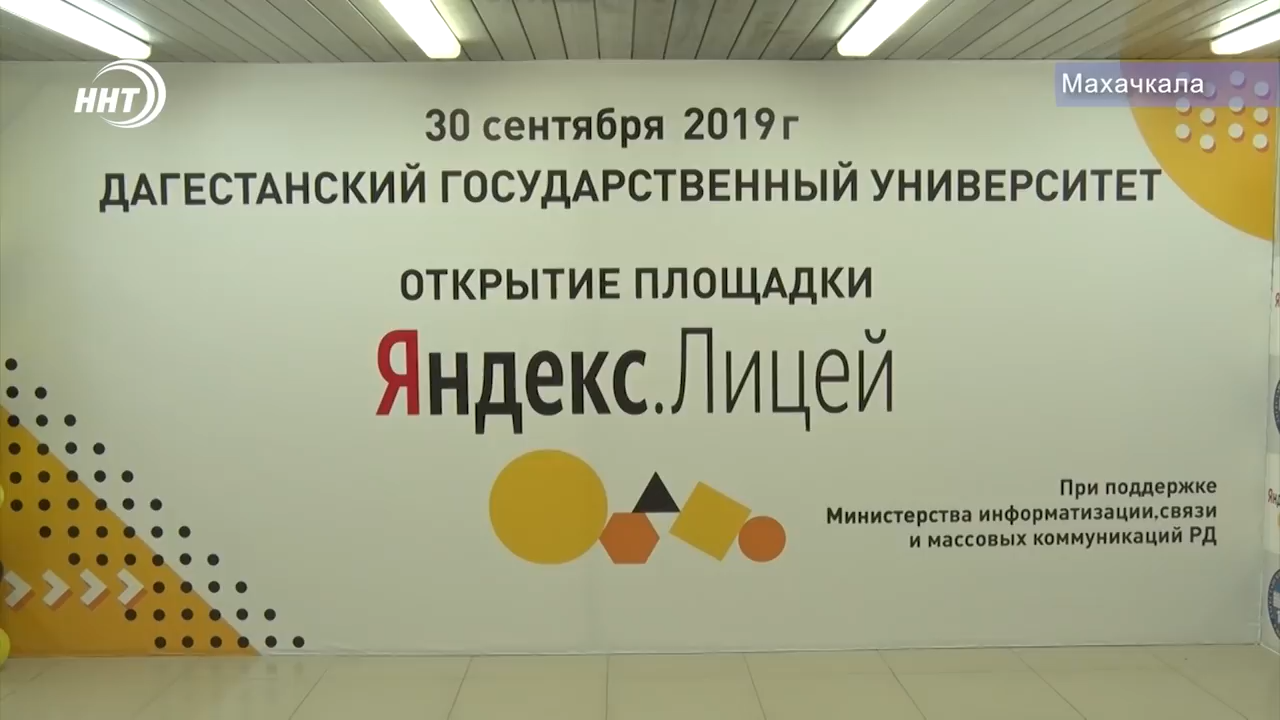 ННТ
Махачкала
30 сентября 2019 г
ДАГЕСТАНСКИЙ ГОСУДАРСТВЕННЫЙ УНИВЕРСИТЕТ
ОТКРЫТИЕ ПЛОЩАДКИ
Яндекс.Лицей
При поддержке
Министерства информатизации,связи
и массовых коммуникаций РД